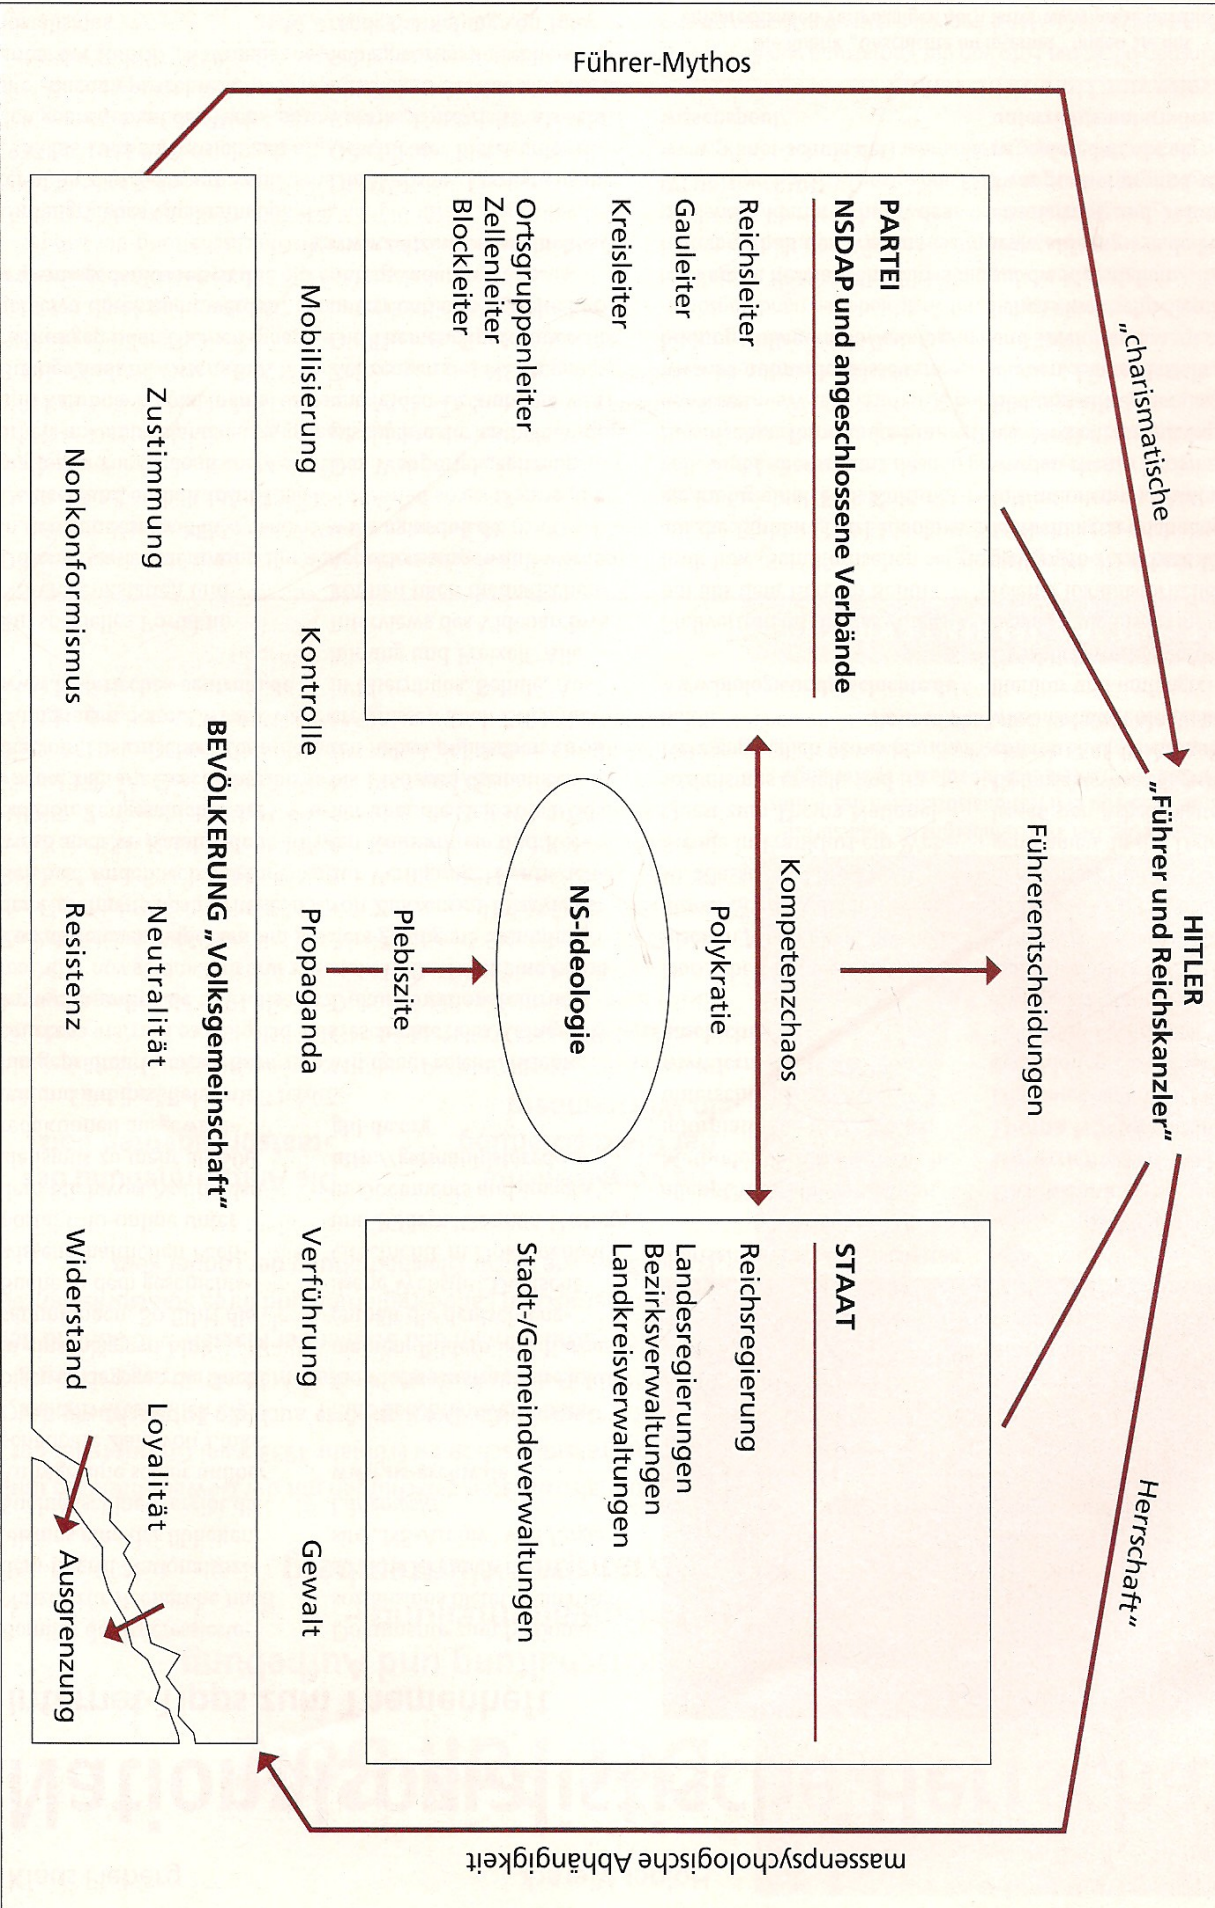 HITLER
„Führer und Reichskanzler“
„charismatische
Herrschaft“
Führerentscheidungen
Führer-Mythos
massenpsychologische Abhängigkeit
PARTEI
NSDAP und angeschlossene Verbände
Reichsleiter
Gauleiter
Kreisleiter
Ortsgruppenleiter
Zellenleiter
Blockleiter
Kompetenzchaos
Polykratie
NS-Ideologie
Plebiszite
STAAT
Reichsregierung
Landesregierungen
Bezirksverwaltungen
Landkreisverwaltungen
Stadt-/Gemeindeverwaltungen
Mobilisierung Kontrolle Propaganda Verführung Gewalt
BEVÖLKERUNG „Volksgemeinschaft“
Zustimmung Neutralität Loyalität
Nonkonformismus Resistenz Widerstand Ausgrenzung